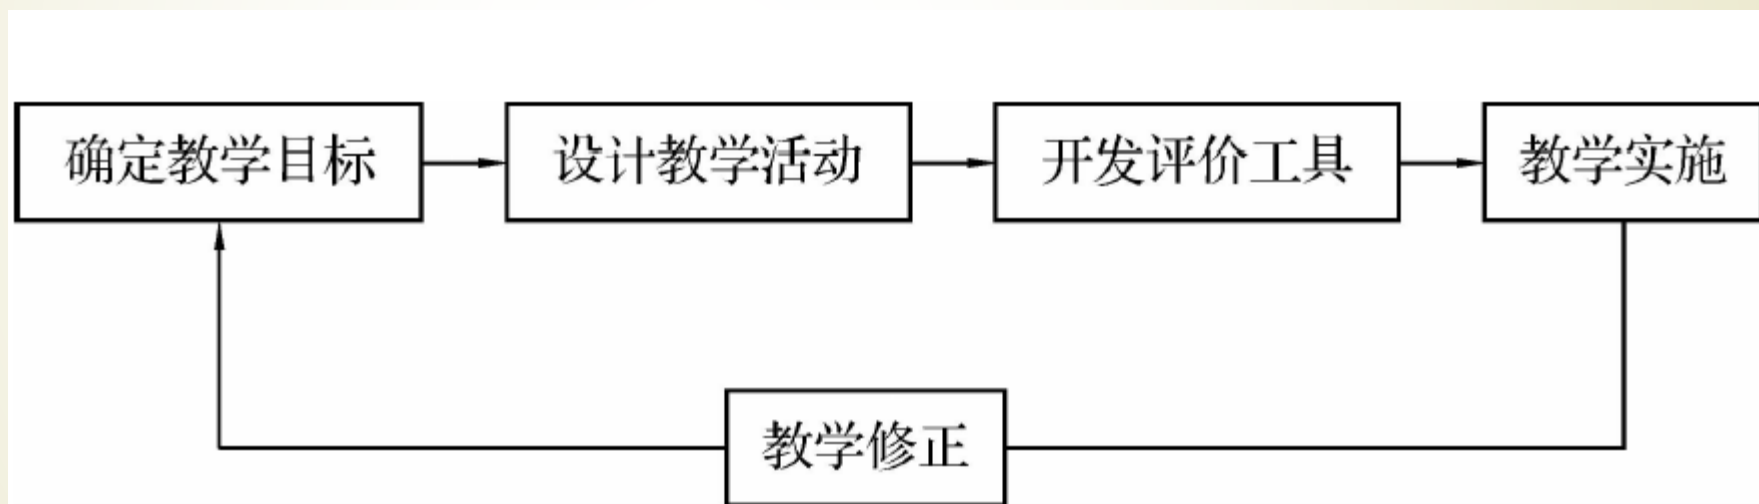 确定教学目标
设计教学活动
开发评价工具
教学实施
教学修正